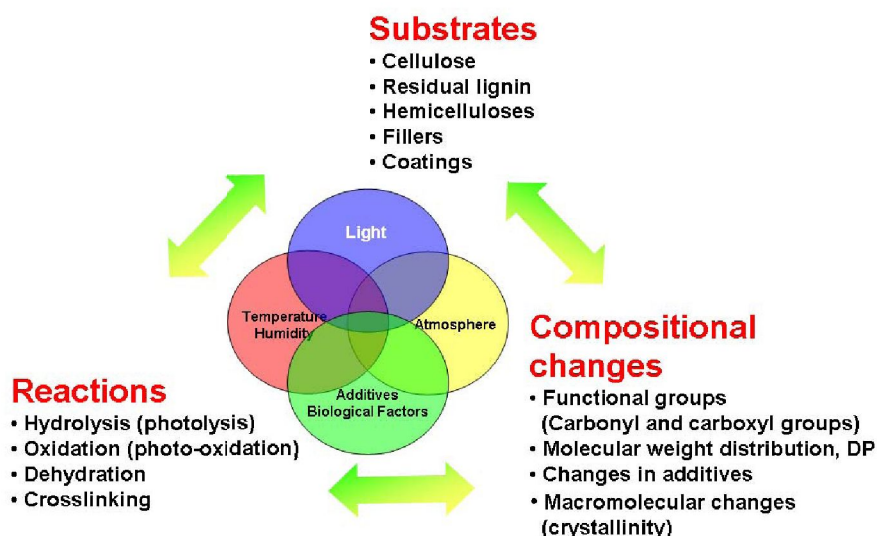 Substrates
• Cellulose
• Residual lignin
• Hemicelluloses
• Fillers
• Coatings
Light
Temperature
Humidity
Atmosphere
Additives
Biological Factors
Reactions
• Hydrolysis (photolysis)
• Oxidation (photo-oxidation)
• Dehydration
• Crosslinking
Compositional
changes
• Functional groups
(Carbonyl and carboxyl groups)
• Molecular weight distribution, DP
• Changes in additives
• Macromolecular changes
(crystallinity)